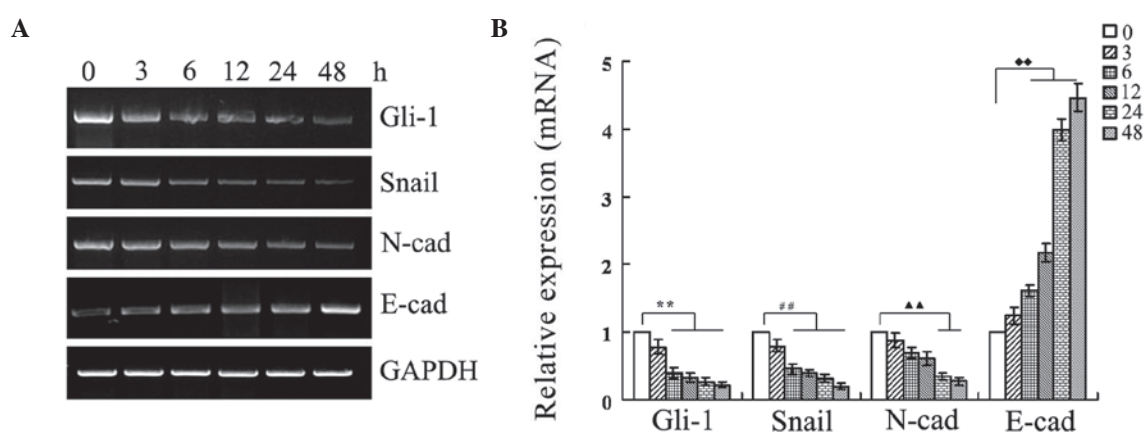 A
0 3 6 12 24 48 h
Gli-1
Snail
N-cad
E-cad
GAPDH
B
Relative expression (mRNA)
5
4
3
2
1
0
**
##
▲▲
◆◆
Gli-1 Snail N-cad E-cad
0
3
6
12
24
48